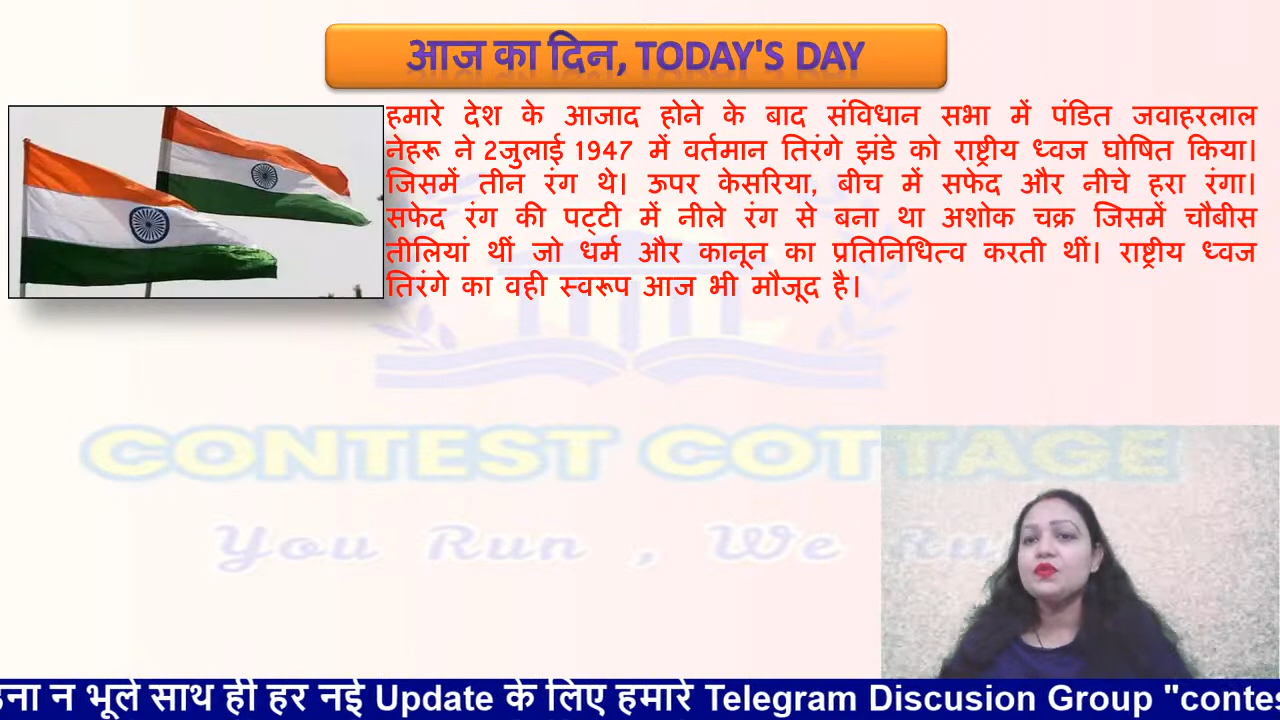 आज का दिन, TODAY'S DAY
हमारे देश के आजाद होने के बाद संविधान सभा में पंडित जवाहरलाल
नेहरू ने 2जुलाई 1947 में वर्तमान तिरंगे झंडे को राष्ट्रीय ध्वज घोषित किया।
जिसमें तीन रंग थे। ऊपर केसरिया, बीच में सफेद और नीचे हरा रंगा।
सफेद रंग की पट्टी में नीले रंग से बना था अशोक चक्र जिसमें चौबीस
तीलियां थीं जो धर्म और कानून का प्रतिनिधित्व करती थीं। राष्ट्रीय ध्वज
तिरंगे का वही स्वरूप आज भी मौजूद है।
CONTEST COTTAGE
You Run , We
न भूले साथ ही हर नई Update के लिए हमारे Telegram Discusion Group "contes